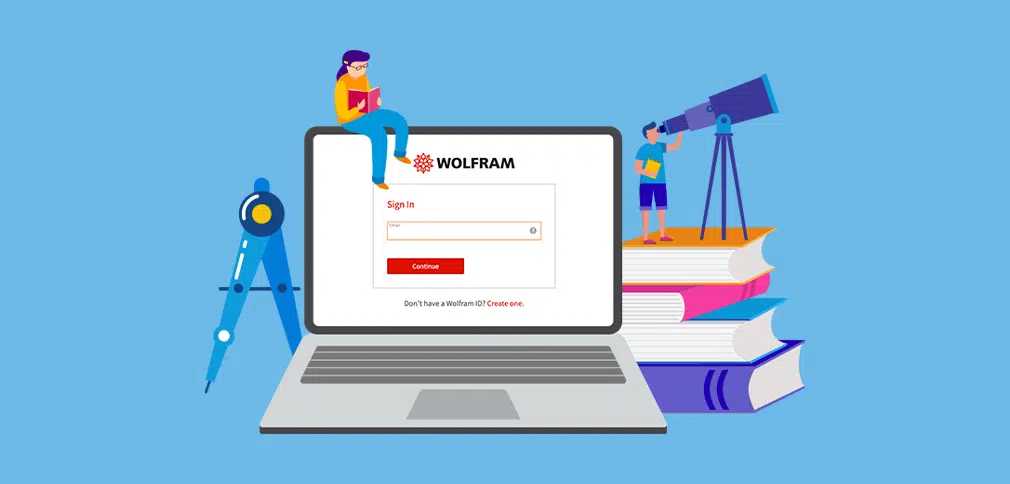 WOLFRAM
Sign In
Email
Continue
Don't have a Wolfram ID? Create one.